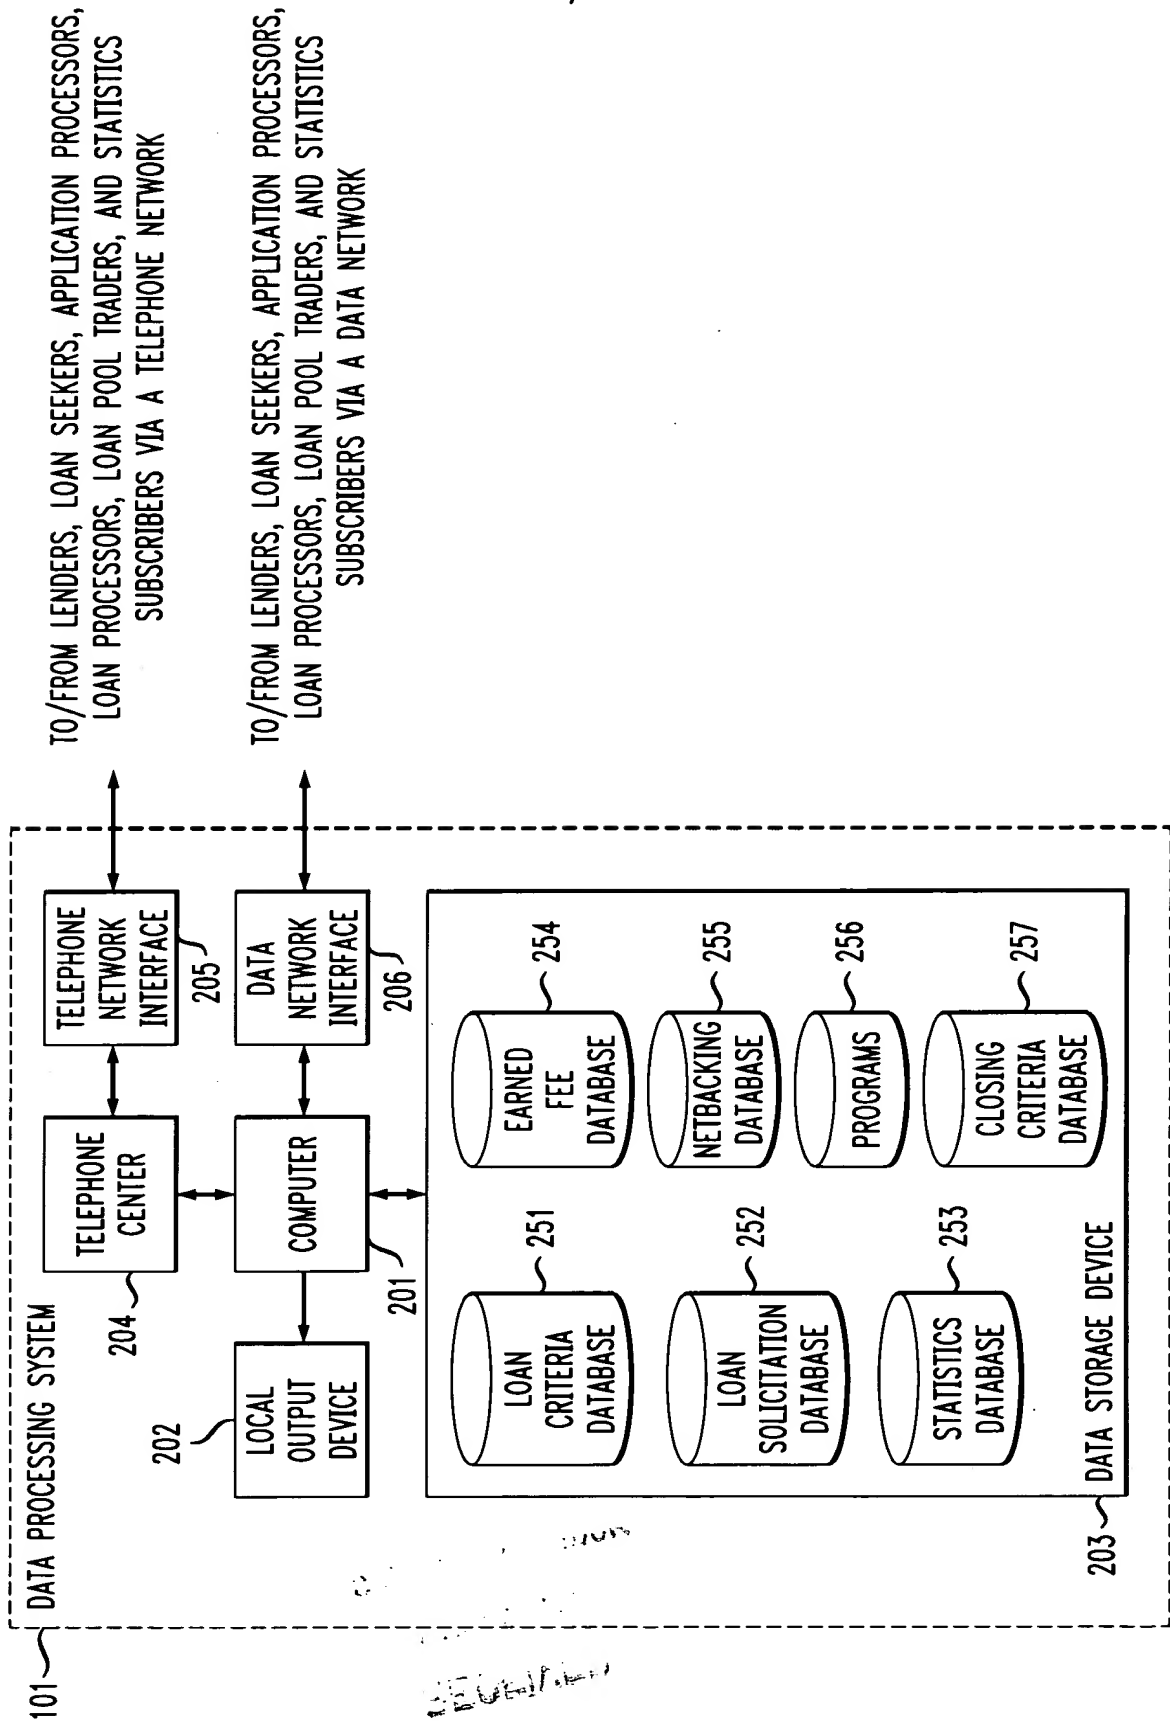 101
DATA PROCESSING SYSTEM
204
TELEPHONE
CENTER
TELEPHONE
NETWORK
INTERFACE
205
TO/FROM LENDERS, LOAN SEEKERS, APPLICATION PROCESSORS,
LOAN PROCESSORS, LOAN POOL TRADERS, AND STATISTICS
SUBSCRIBERS VIA A TELEPHONE NETWORK
202
LOCAL
OUTPUT
DEVICE
COMPUTER
201
DATA
NETWORK
INTERFACE
206
TO/FROM LENDERS, LOAN SEEKERS, APPLICATION PROCESSORS,
LOAN PROCESSORS, LOAN POOL TRADERS, AND STATISTICS
SUBSCRIBERS VIA A DATA NETWORK
LOAN
CRITERIA
DATABASE
251
LOAN
SOLICITATION
DATABASE
252
STATISTICS
DATABASE
253
EARNED
FEE
DATABASE
254
NETBACKING
DATABASE
255
PROGRAMS
256
CLOSING
CRITERIA
DATABASE
257
203
DATA STORAGE DEVICE